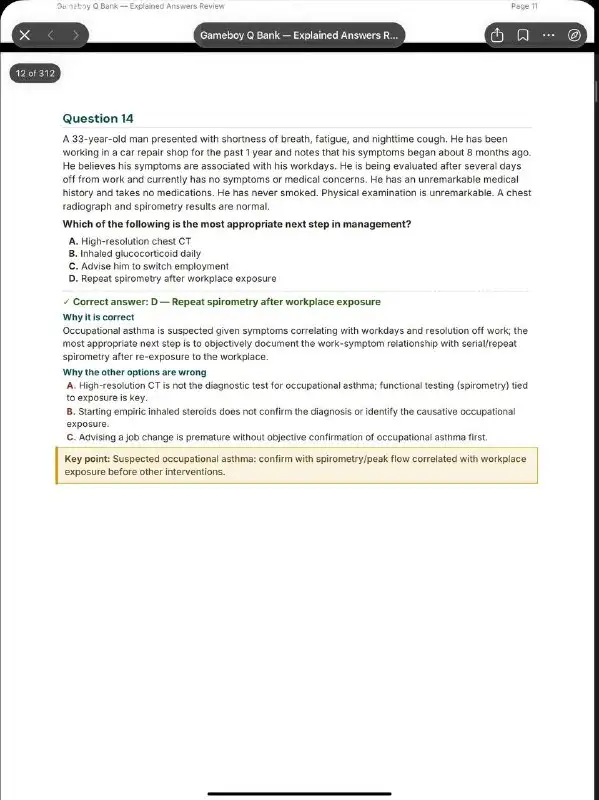 Gameboy Q Bank — Explained Answers Review
Page 11
Gameboy Q Bank — Explained Answers R...
12 of 312
Question 14
A 33-year-old man presented with shortness of breath, fatigue, and nighttime cough. He has been
working in a car repair shop for the past 1 year and notes that his symptoms began about 8 months ago.
He believes his symptoms are associated with his workdays. He is being evaluated after several days
off from work and currently has no symptoms or medical concerns. He has an unremarkable medical
history and takes no medications. He has never smoked. Physical examination is unremarkable. A chest
radiograph and spirometry results are normal.
Which of the following is the most appropriate next step in management?
A. High-resolution chest CT
B. Inhaled glucocorticoid daily
C. Advise him to switch employment
D. Repeat spirometry after workplace exposure
✓ Correct answer: D — Repeat spirometry after workplace exposure
Why it is correct
Occupational asthma is suspected given symptoms correlating with workdays and resolution off work; the
most appropriate next step is to objectively document the work-symptom relationship with serial/repeat
spirometry after re-exposure to the workplace.
Why the other options are wrong
A. High-resolution CT is not the diagnostic test for occupational asthma; functional testing (spirometry) tied
to exposure is key.
B. Starting empiric inhaled steroids does not confirm the diagnosis or identify the causative occupational
exposure.
C. Advising a job change is premature without objective confirmation of occupational asthma first.
Key point: Suspected occupational asthma: confirm with spirometry/peak flow correlated with workplace
exposure before other interventions.